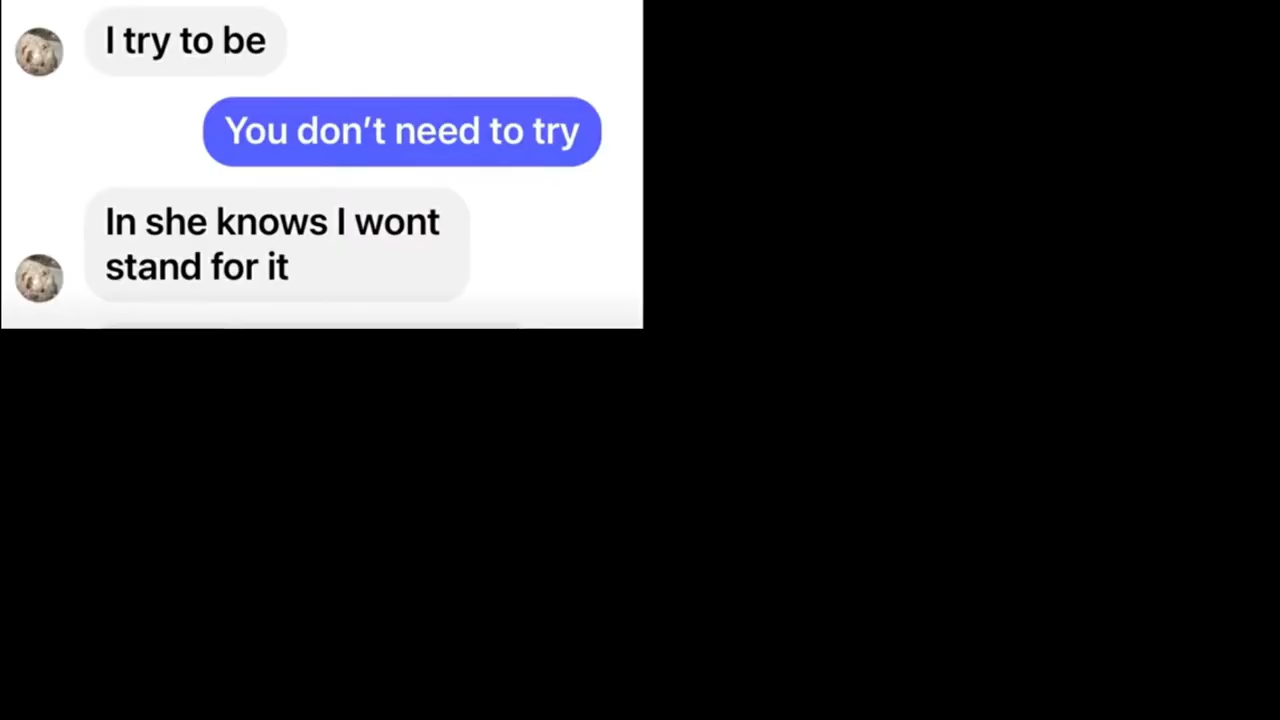 I try to be
You don’t need to try
In she knows I wont
stand for it